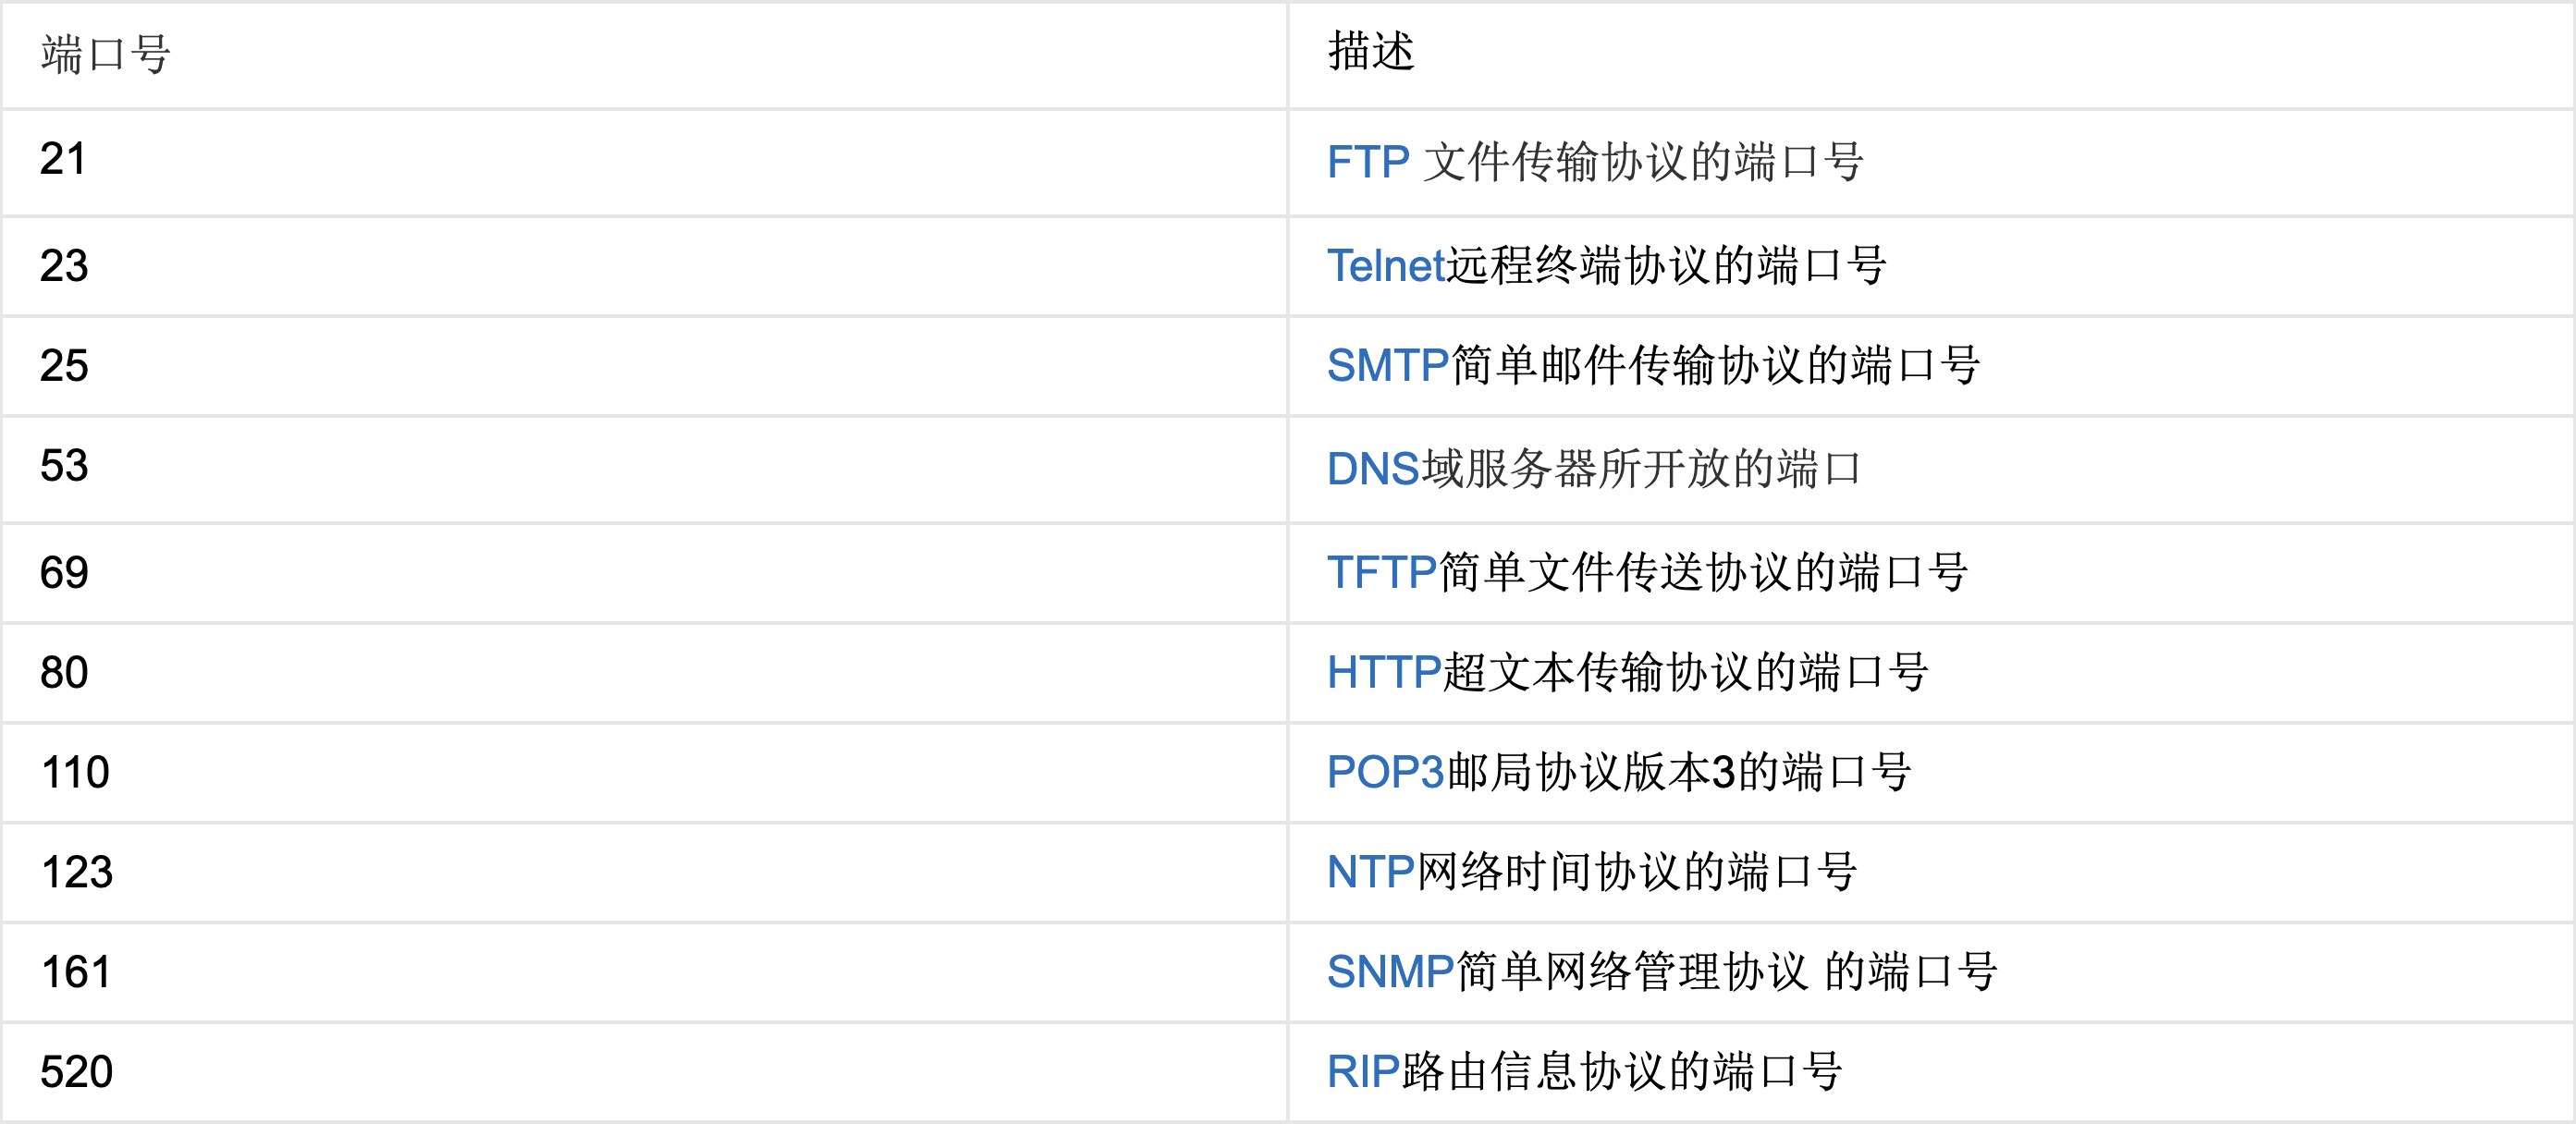 端口号 描述
21 FTP 文件传输协议的端口号
23 Telnet远程终端协议的端口号
25 SMTP简单邮件传输协议的端口号
53 DNS域服务器所开放的端口
69 TFTP简单文件传送协议的端口号
80 HTTP超文本传输协议的端口号
110 POP3邮局协议版本3的端口号
123 NTP网络时间协议的端口号
161 SNMP简单网络管理协议 的端口号
520 RIP路由信息协议的端口号